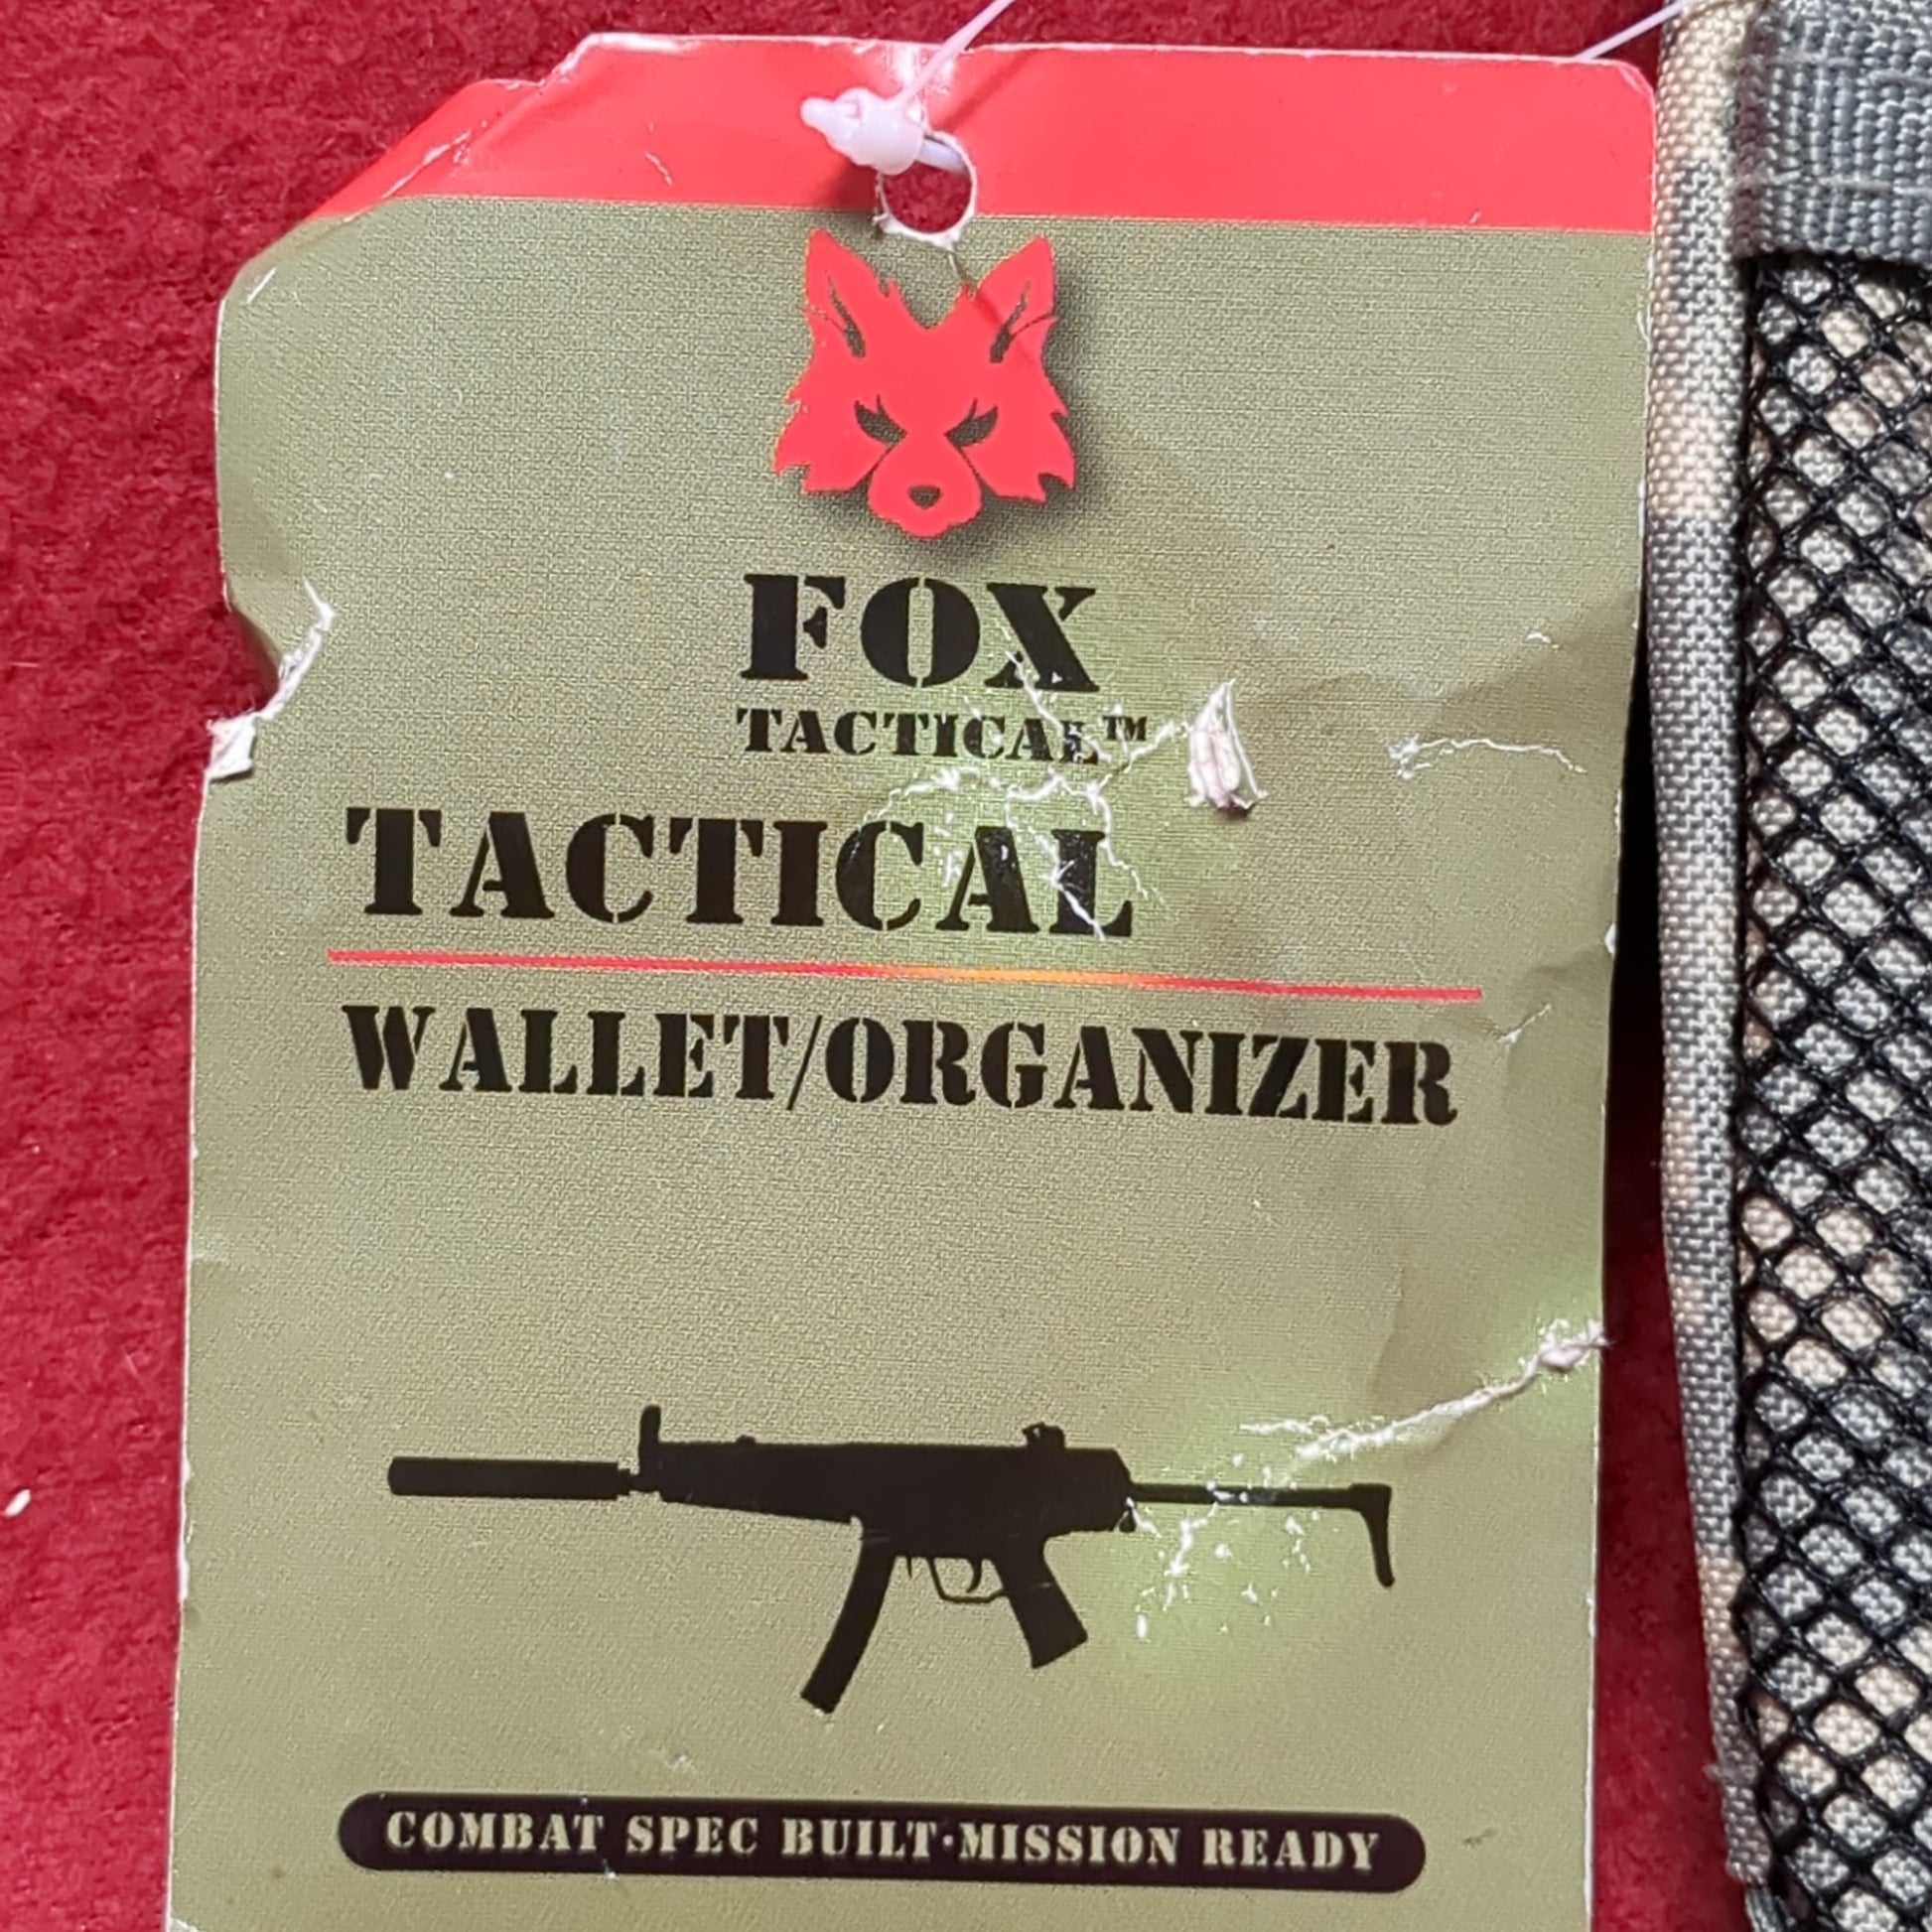 FOX
TACTICAL™
TACTICAL
WALLET/ORGANIZER
COMBAT SPEC BUILT·MISSION READY